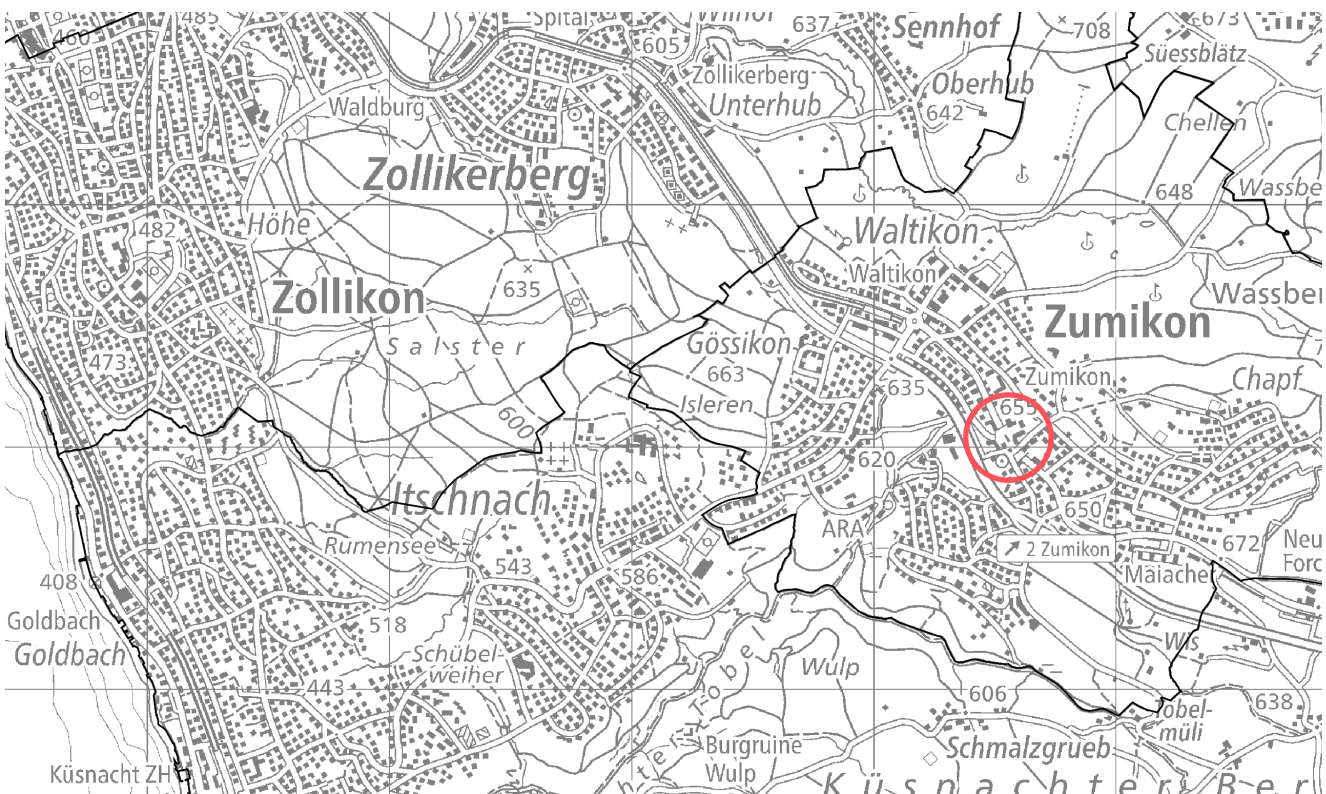 485
Spital
Wilhof
637
Sennhof
708
673
460
605
Süessblätz
Zollikerberg
Unterhub
Oberhub
642
Waldburg
Chellen
Zollikerberg
648
Wassbe
Höhe
482
Waltikon
Waltikon
635
Zollikon
Wassber
Zumikon
Salster
Gössikon
663
473
635
Zumikon
Chapf
Isleren
655
600
620
Itschnach
650
ARA
Rumensee
543
2 Zumikon
672
Neu
Forc
408
586
Mäiache
Goldbach
518
Goldbach
Schübel-
weiher
Wis
Wulp
443
606
638
Tobel-
müli
Tobel
Burgruine
Wulp
Schmalzgrueb
Küsnacht ZH
Küsnachter Ber